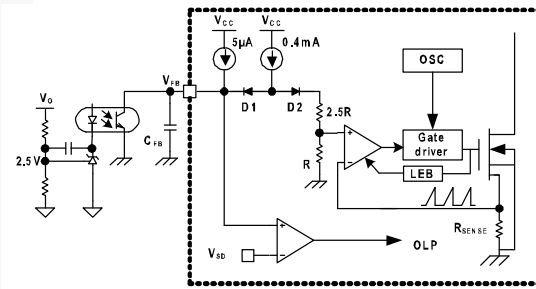 VCC VCC
5µA 0.4mA
OSC
VFB
VO
D1 D2
2.5R
CFB
Gate
driver
2.5V
R
LEB
RSENSE
VSD
OLP